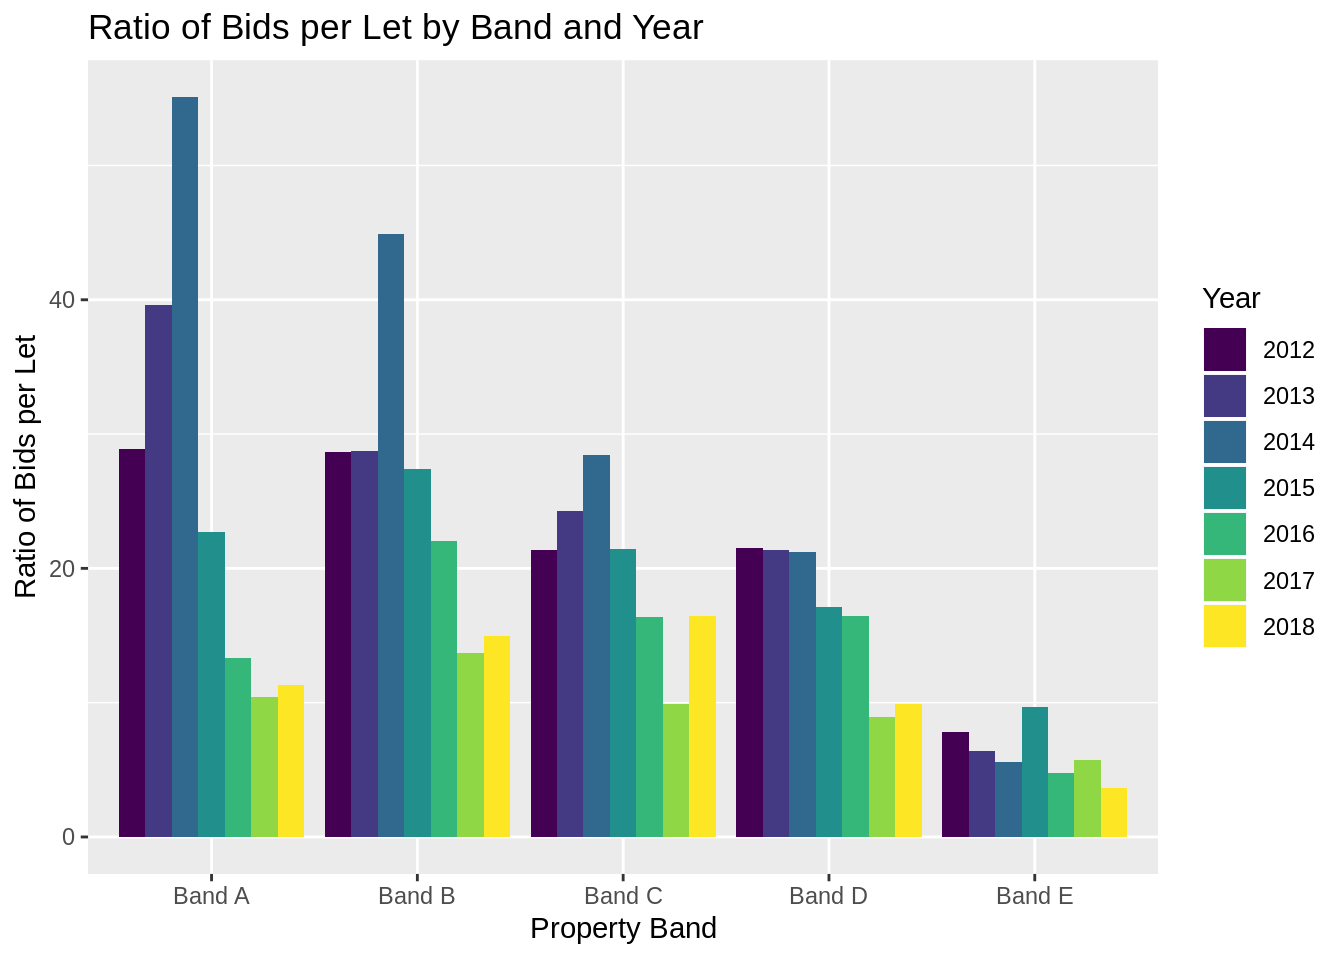 Ratio of Bids per Let by Band and Year
Ratio of Bids per Let
40
20
0
Band A
Band B
Band C
Band D
Band E
Property Band
Year
2012
2013
2014
2015
2016
2017
2018